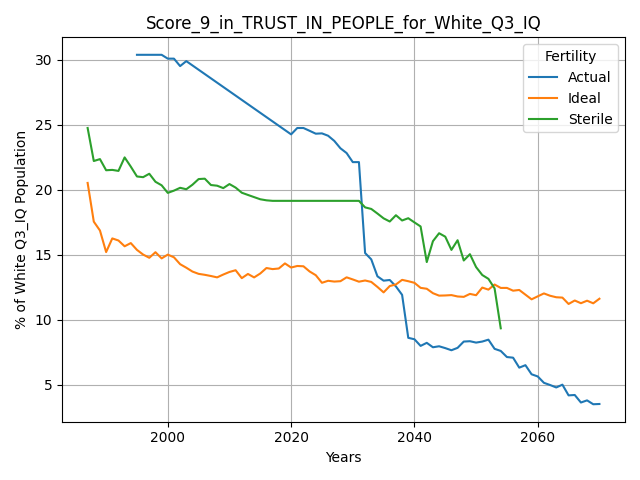 Score_9_in_TRUST_IN_PEOPLE_for_White_Q3_IQ
% of White Q3_IQ Population
30
25
20
15
10
5
Fertility
Actual
Ideal
Sterile
2000
2020
2040
2060
Years